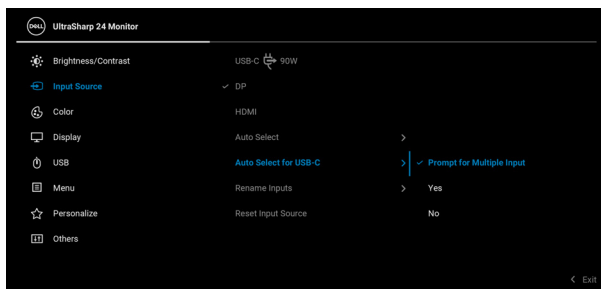 DELL UltraSharp 24 Monitor
Brightness/Contrast USB-C 90W
Input Source DP
Color HDMI
Display Auto Select
USB Auto Select for USB-C Prompt for Multiple Input
Menu Rename Inputs Yes
Personalize Reset Input Source No
Others
Exit